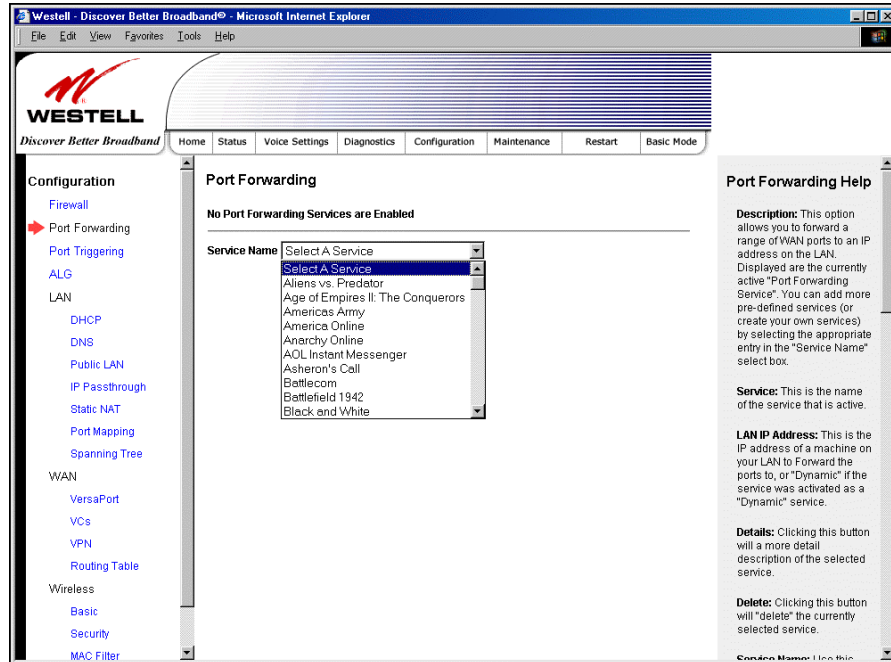 Westell - Discover Better Broadband® - Microsoft Internet Explorer
File Edit View Favorites Tools Help
WESTELL
Discover Better Broadband
Home Status Voice Settings Diagnostics Configuration Maintenance Restart Basic Mode
Configuration
Firewall
Port Forwarding
Port Triggering
ALG
LAN
DHCP
DNS
Public LAN
IP Passthrough
Static NAT
Port Mapping
Spanning Tree
WAN
VersaPort
VCs
VPN
Routing Table
Wireless
Basic
Security
MAC Filter
Port Forwarding
No Port Forwarding Services are Enabled
Service Name Select A Service
Select A Service
Aliens vs. Predator
Age of Empires II: The Conquerors
Americas Army
America Online
Anarchy Online
AOL Instant Messenger
Asheron's Call
Battlecom
Battlefield 1942
Black and White
Port Forwarding Help
Description: This option
allows you to forward a
range of WAN ports to an IP
address on the LAN.
Displayed are the currently
active "Port Forwarding
Service". You can add more
pre-defined services (or
create your own services)
by selecting the appropriate
entry in the "Service Name"
select box.
Service: This is the name
of the service that is active.
LAN IP Address: This is the
IP address of a machine on
your LAN to Forward the
ports to, or "Dynamic" if the
service was activated as a
"Dynamic" service.
Details: Clicking this button
will a more detail
description of the selected
service.
Delete: Clicking this button
will "delete" the currently
selected service.
Service Name: Use this